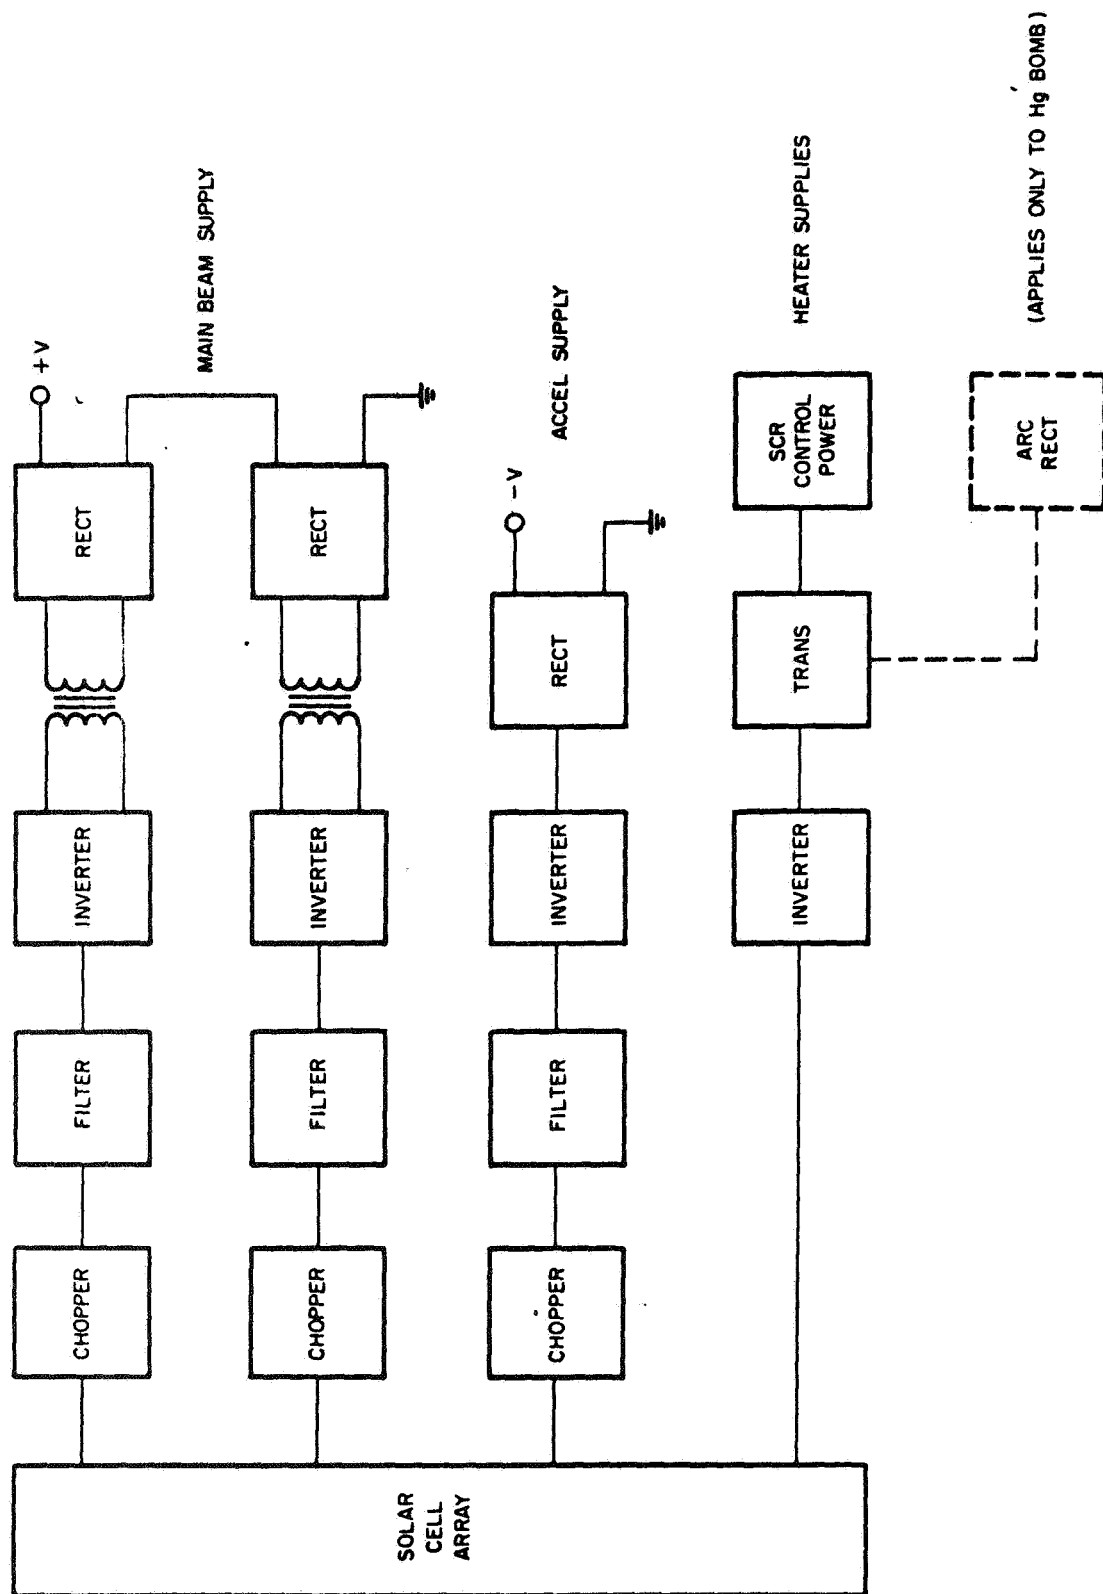 SOLAR
CELL
ARRAY
CHOPPER
FILTER
INVERTER
RECT
+V
MAIN BEAM SUPPLY
CHOPPER
FILTER
INVERTER
RECT
CHOPPER
FILTER
INVERTER
RECT
-V
ACCEL SUPPLY
INVERTER
TRANS
SCR
CONTROL
POWER
HEATER SUPPLIES
ARC
RECT
(APPLIES ONLY TO Hg BOMB)